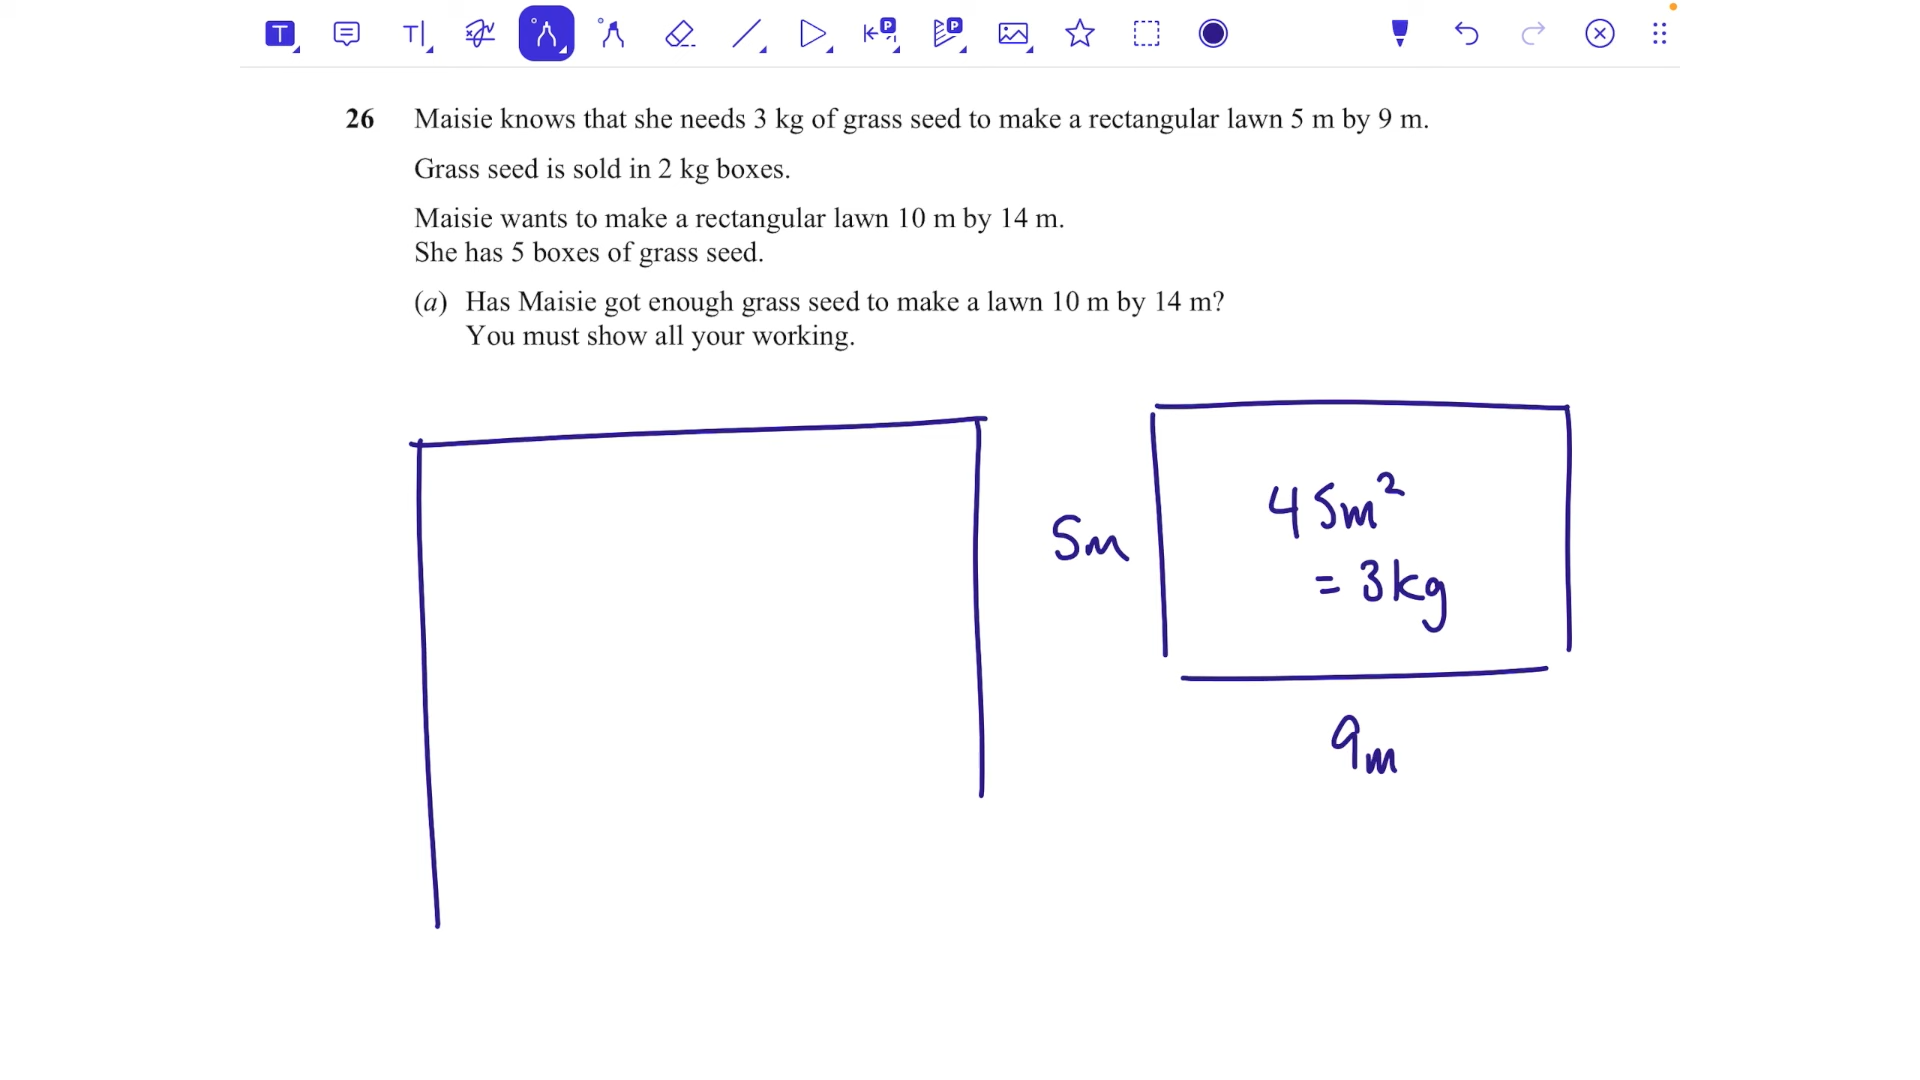 26 Maisie knows that she needs 3 kg of grass seed to make a rectangular lawn 5 m by 9 m.
Grass seed is sold in 2 kg boxes.
Maisie wants to make a rectangular lawn 10 m by 14 m.
She has 5 boxes of grass seed.
(a) Has Maisie got enough grass seed to make a lawn 10 m by 14 m?
You must show all your working.
45m²
5m
= 3kg
9m